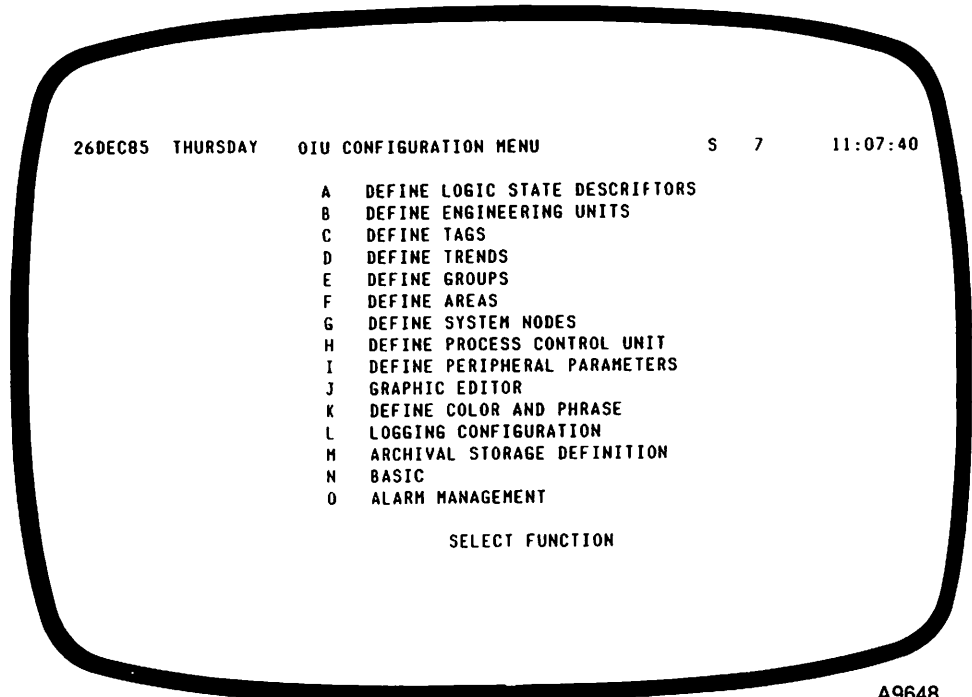 26DEC85 THURSDAY OIU CONFIGURATION MENU S 7 11:07:40
A DEFINE LOGIC STATE DESCRIPTORS
B DEFINE ENGINEERING UNITS
C DEFINE TAGS
D DEFINE TRENDS
E DEFINE GROUPS
F DEFINE AREAS
G DEFINE SYSTEM NODES
H DEFINE PROCESS CONTROL UNIT
I DEFINE PERIPHERAL PARAMETERS
J GRAPHIC EDITOR
K DEFINE COLOR AND PHRASE
L LOGGING CONFIGURATION
M ARCHIVAL STORAGE DEFINITION
N BASIC
O ALARM MANAGEMENT
SELECT FUNCTION
A9648